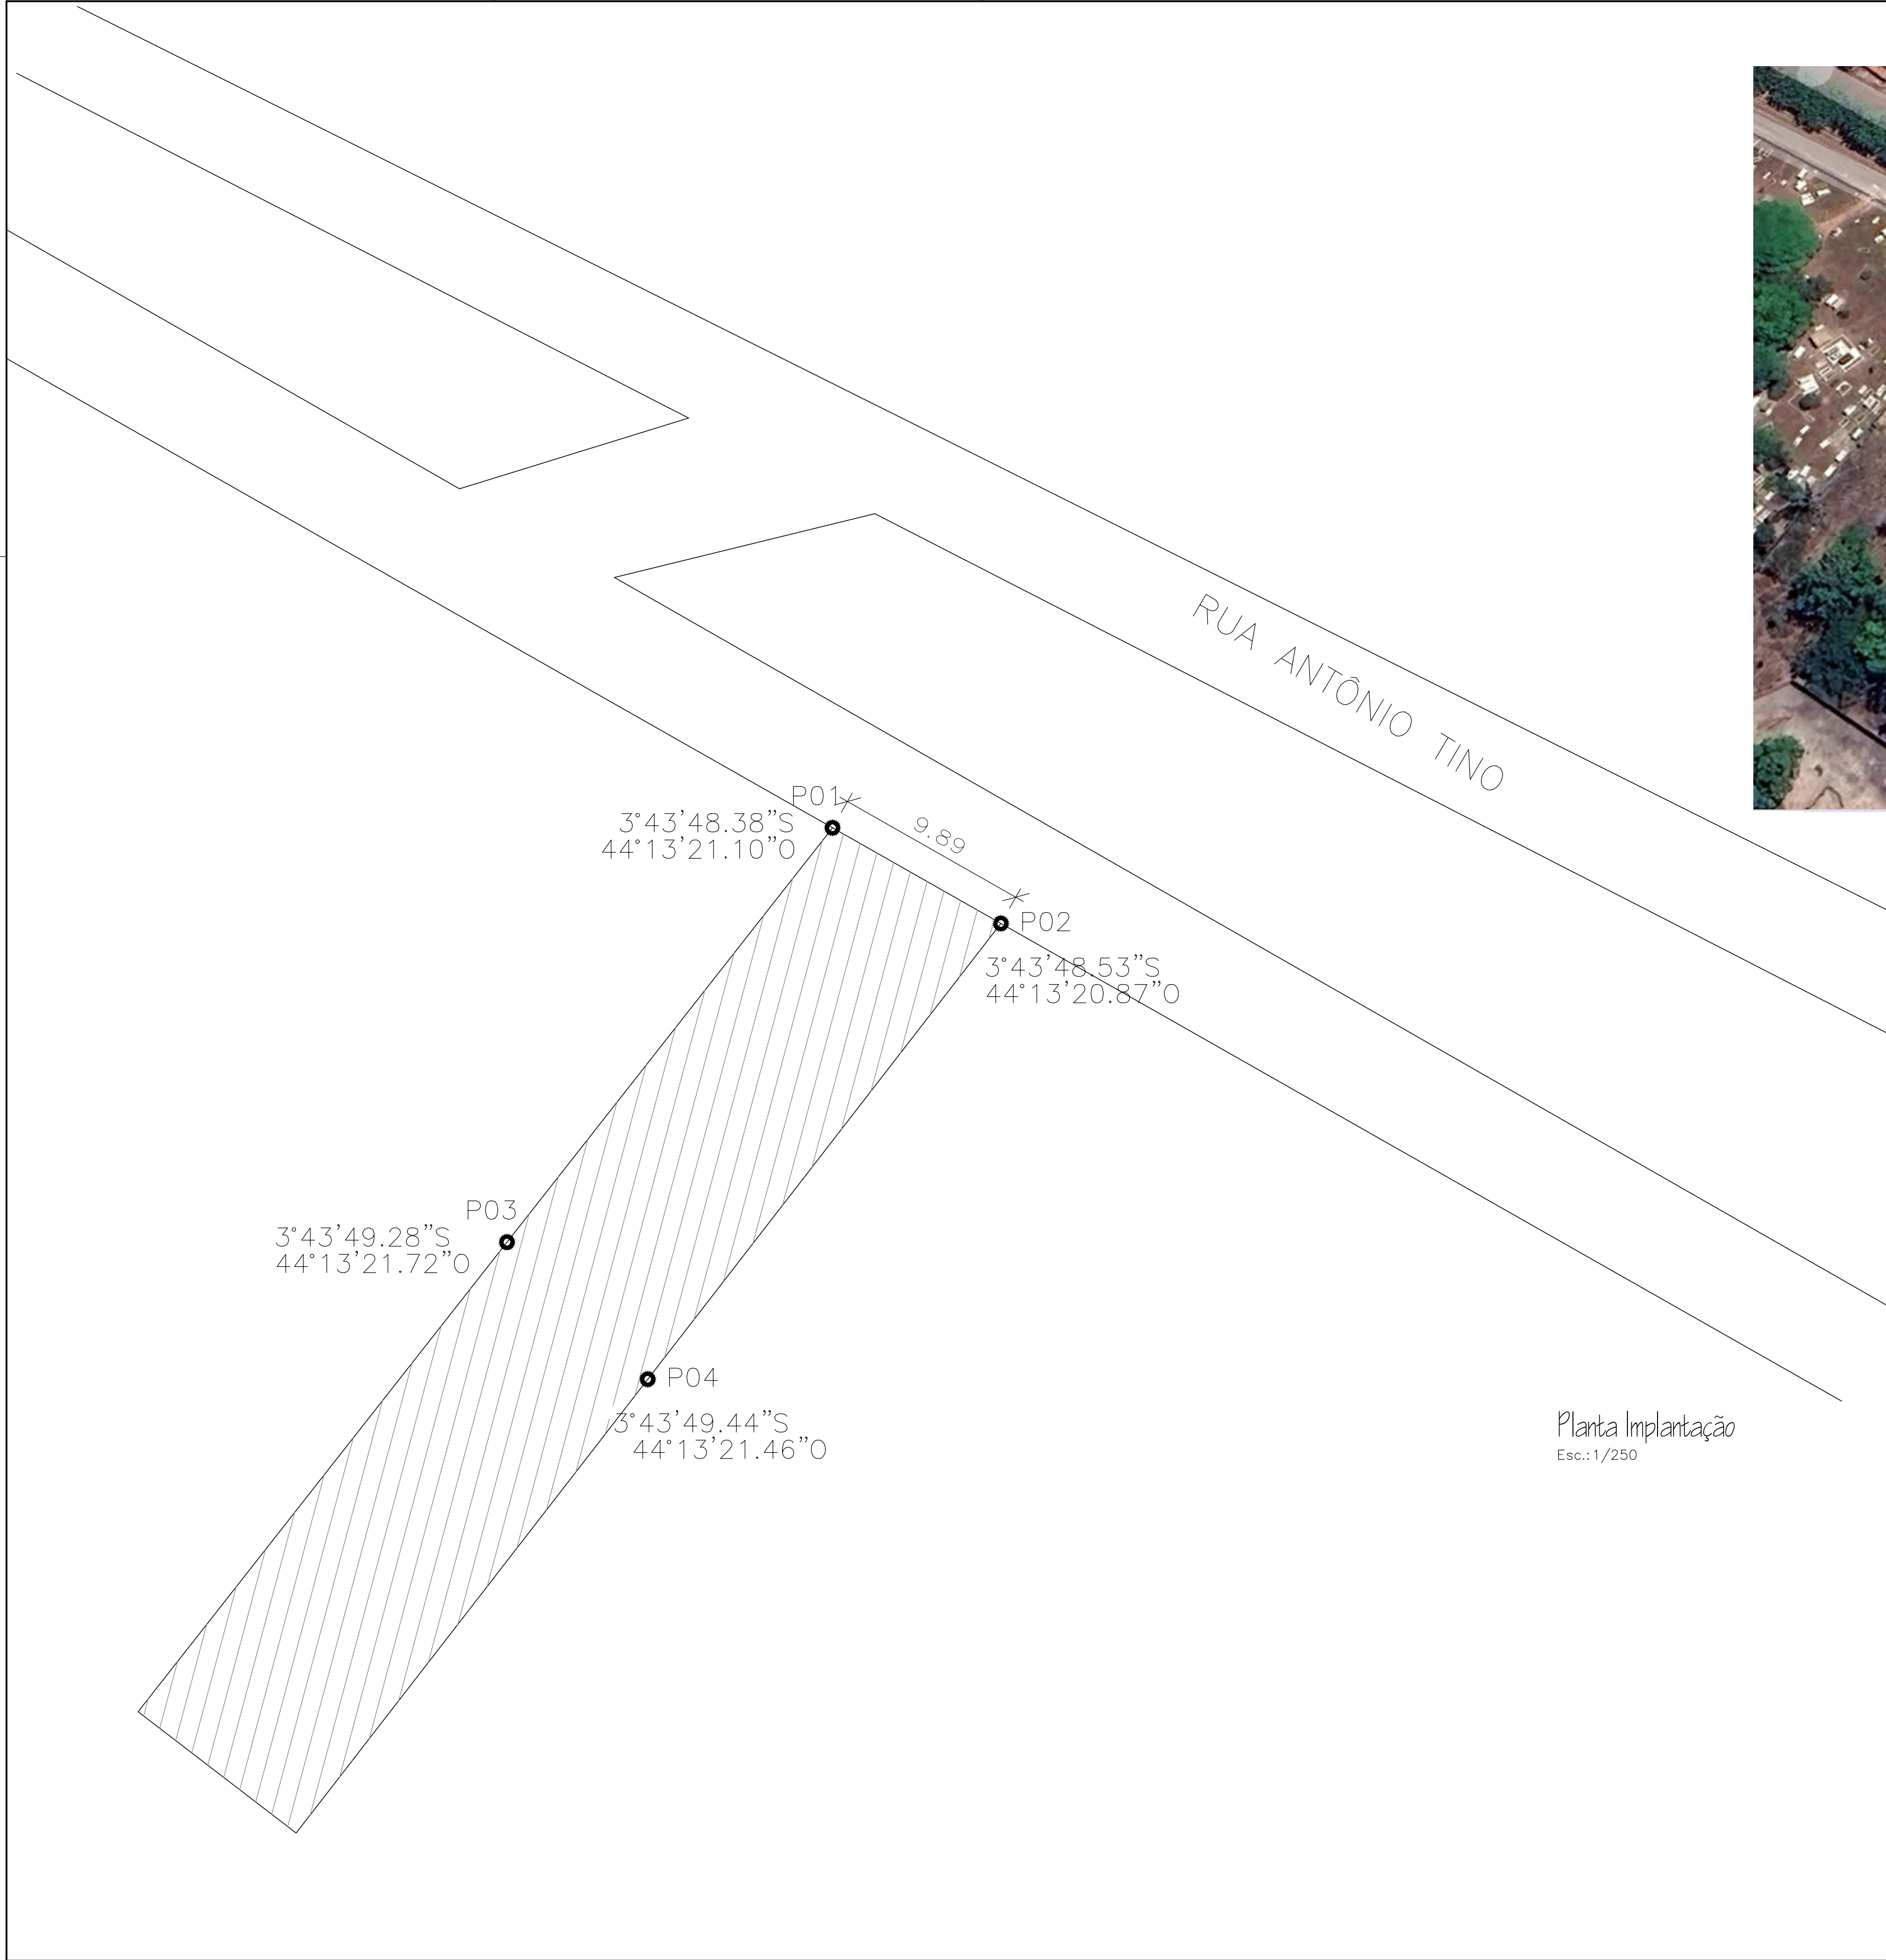 RUA ANTÔNIO TINO
P01
3°43'48.38"S
44°13'21.10"O
9.89
P02
3°43'48.53"S
44°13'20.87"O
P03
3°43'49.28"S
44°13'21.72"O
P04
3°43'49.44"S
44°13'21.46"O
Planta Implantação
Esc.:1/250